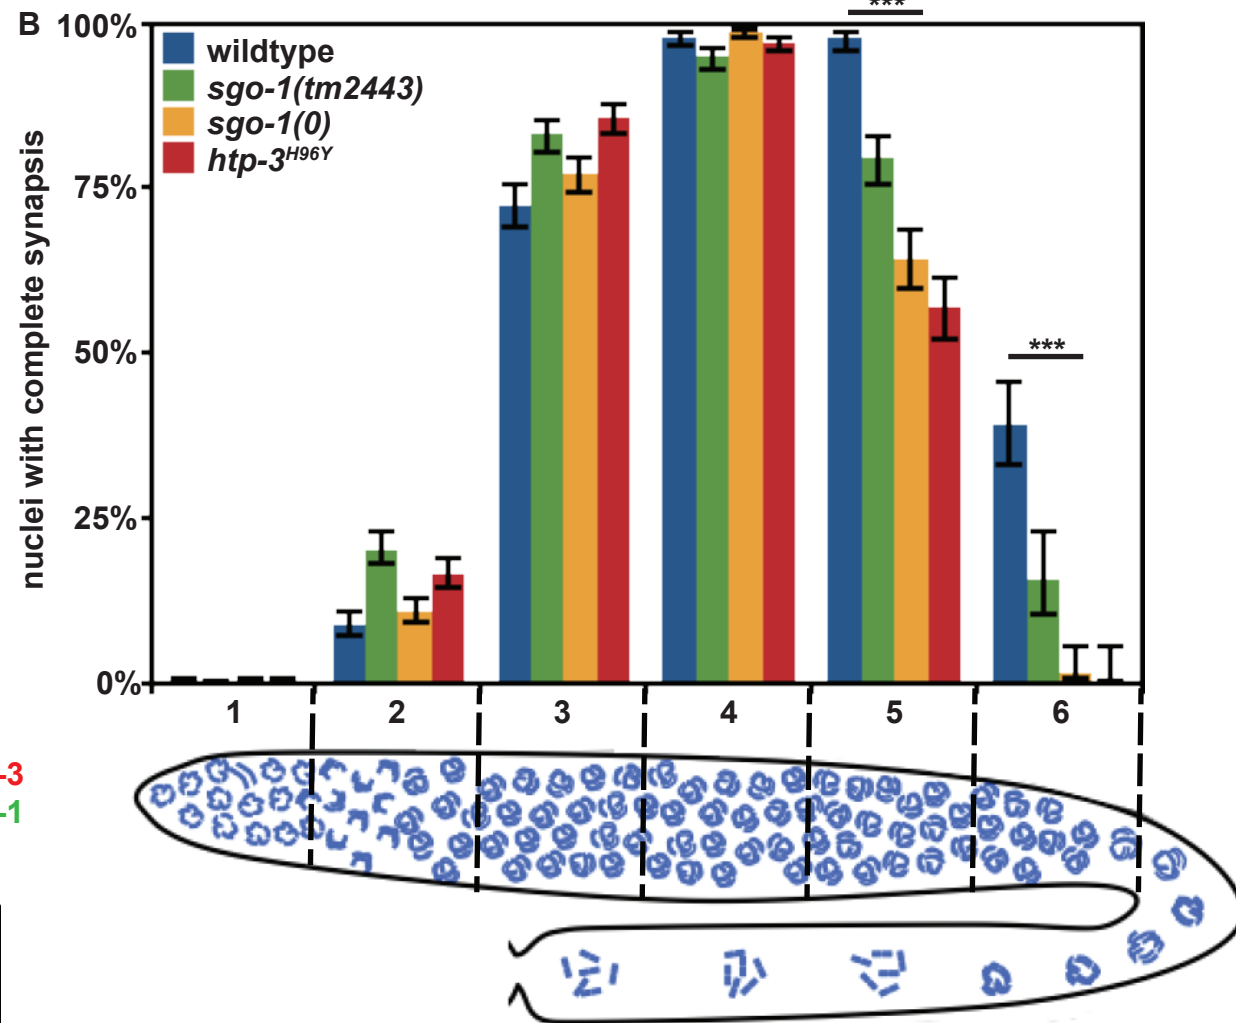 ***
B
100%
wildtype
sgo-1(tm2443)
sgo-1(0)
htp-3H96Y
75%
50%
25%
0%
nuclei with complete synapsis
***
1 2 3 4 5 6
-3
-1